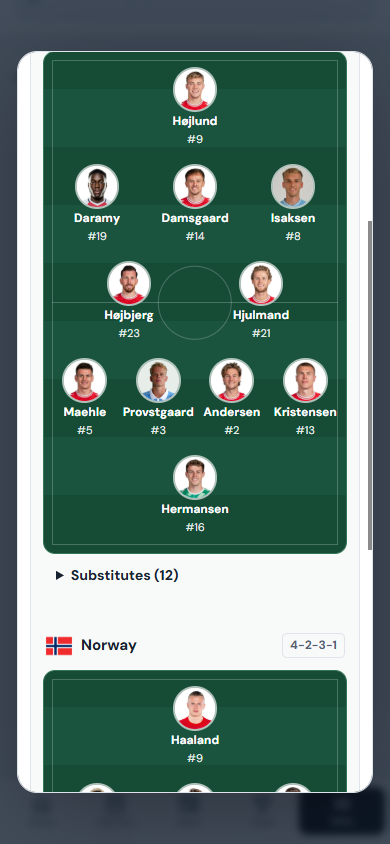 Højlund
#9
Daramy Damsgaard Isaksen
#19 #14 #8
Højbjerg Hjulmand
#23 #21
Maehle Provstgaard Andersen Kristensen
#5 #3 #2 #13
Hermansen
#16
▶ Substitutes (12)
Norway 4-2-3-1
Haaland
#9